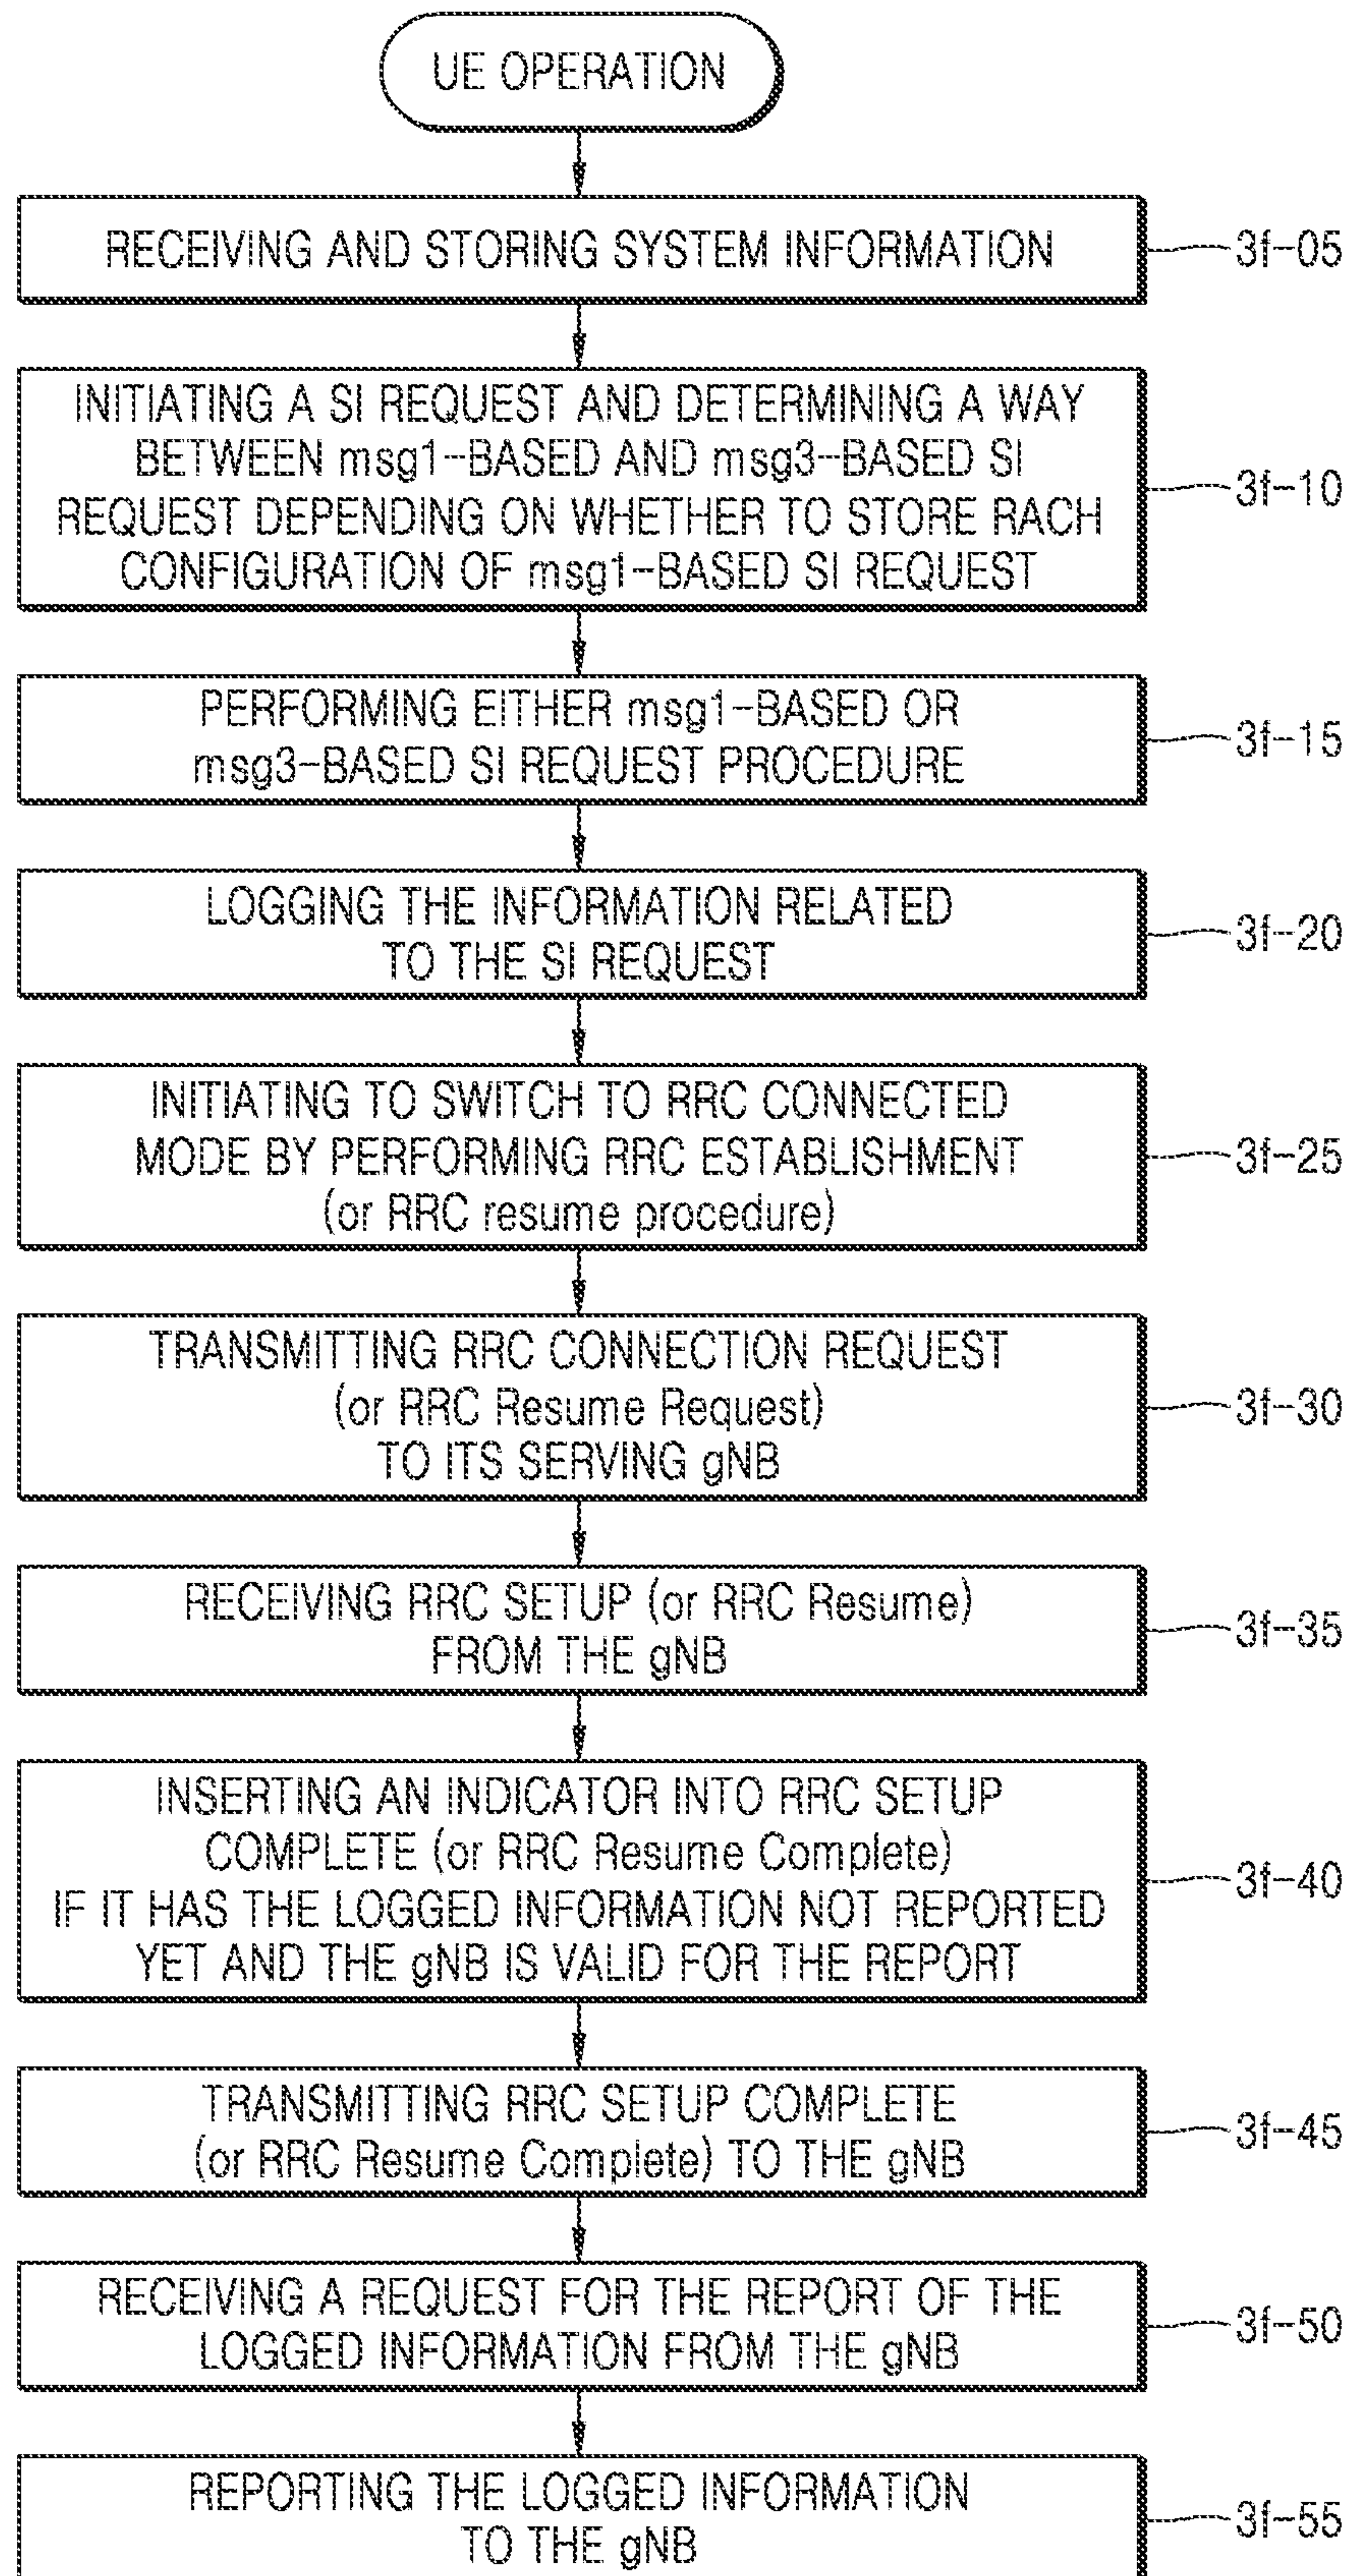 UE OPERATION
RECEIVING AND STORING SYSTEM INFORMATION
3f-05
INITIATING A SI REQUEST AND DETERMINING A WAY
BETWEEN msg1-BASED AND msg3-BASED SI
REQUEST DEPENDING ON WHETHER TO STORE RACH
CONFIGURATION OF msg1-BASED SI REQUEST
3f-10
PERFORMING EITHER msg1-BASED OR
msg3-BASED SI REQUEST PROCEDURE
3f-15
LOGGING THE INFORMATION RELATED
TO THE SI REQUEST
3f-20
INITIATING TO SWITCH TO RRC CONNECTED
MODE BY PERFORMING RRC ESTABLISHMENT
(or RRC resume procedure)
3f-25
TRANSMITTING RRC CONNECTION REQUEST
(or RRC Resume Request)
TO ITS SERVING gNB
3f-30
RECEIVING RRC SETUP (or RRC Resume)
FROM THE gNB
3f-35
INSERTING AN INDICATOR INTO RRC SETUP
COMPLETE (or RRC Resume Complete)
IF IT HAS THE LOGGED INFORMATION NOT REPORTED
YET AND THE gNB IS VALID FOR THE REPORT
3f-40
TRANSMITTING RRC SETUP COMPLETE
(or RRC Resume Complete) TO THE gNB
3f-45
RECEIVING A REQUEST FOR THE REPORT OF THE
LOGGED INFORMATION FROM THE gNB
3f-50
REPORTING THE LOGGED INFORMATION
TO THE gNB
3f-55